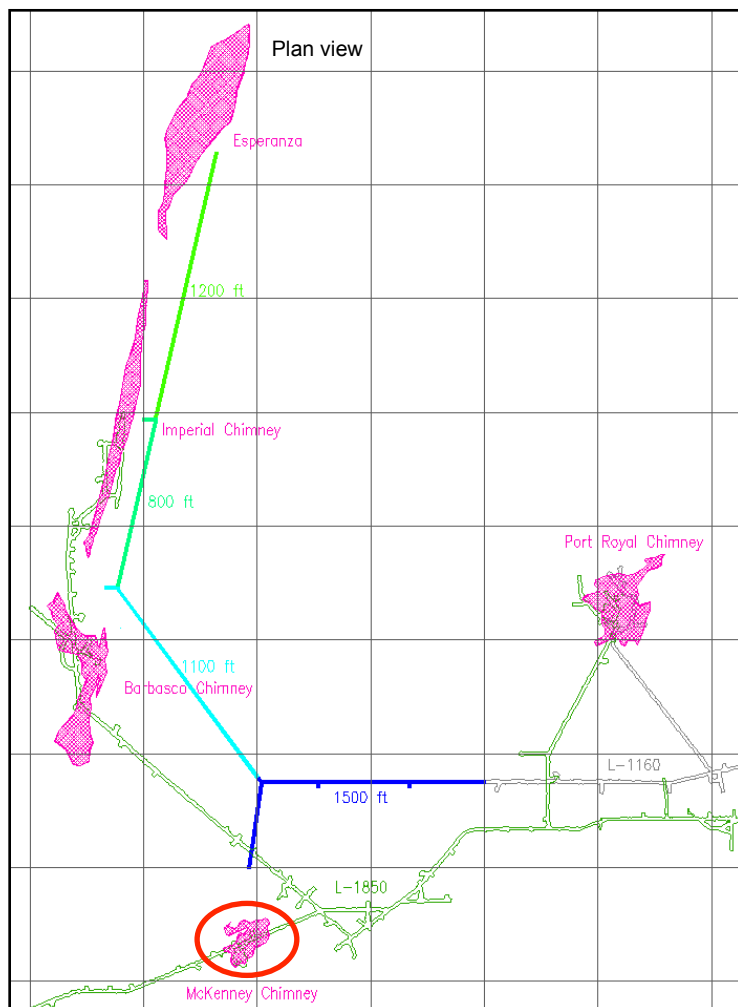 Plan view
Esperanza
1200 ft
Imperial Chimney
800 ft
Port Royal Chimney
1100 ft
Barbasco Chimney
L-1160
1500 ft
L-1850
McKenney Chimney